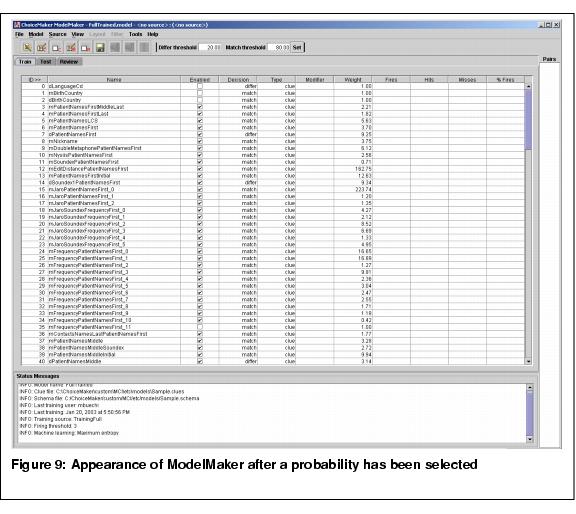 ChoiceMaker ModelMaker - FullTrained.model - <no source> : (<no source>)
File Model Source View Layout Filter Tools Help
Differ threshold 20.00 Match threshold 80.00 Set
Train Test Review Pairs
ID >> Name Enabled Decision Type Modifier Weight Fires Hits Misses % Fires
0 dLanguageCd differ clue 1.00
1 mBirthCountry match clue 1.00
2 dBirthCountry match clue 1.00
3 mPatientNamesFirstMiddleLast match clue 2.21
4 mPatientNamesFirstLast match clue 1.82
5 mPatientNamesLCS match clue 5.63
6 mPatientNamesFirst match clue 3.70
7 dPatientNamesFirst differ clue 9.25
8 mNickname match clue 3.75
9 mDoubleMetaphonePatientNamesFirst match clue 6.12
10 mNysiisPatientNamesFirst match clue 2.56
11 mSoundexPatientNamesFirst match clue 0.71
12 mEditDistancePatientNamesFirst match clue 162.75
13 mPatientNamesFirstInitial match clue 12.63
14 dSoundex1PatientNamesFirst differ clue 9.34
15 mJaroPatientNamesFirst_0 match clue 223.74
16 mJaroPatientNamesFirst_1 match clue 1.20
17 mJaroPatientNamesFirst_2 match clue 1.25
18 mJaroSoundexFrequencyFirst_0 match clue 4.27
19 mJaroSoundexFrequencyFirst_1 match clue 2.12
20 mJaroSoundexFrequencyFirst_2 match clue 8.52
21 mJaroSoundexFrequencyFirst_3 match clue 6.69
22 mJaroSoundexFrequencyFirst_4 match clue 1.33
23 mJaroSoundexFrequencyFirst_5 match clue 4.95
24 mFrequencyPatientNamesFirst_0 match clue 16.65
25 mFrequencyPatientNamesFirst_1 match clue 16.89
26 mFrequencyPatientNamesFirst_2 match clue 1.27
27 mFrequencyPatientNamesFirst_3 match clue 9.91
28 mFrequencyPatientNamesFirst_4 match clue 2.36
29 mFrequencyPatientNamesFirst_5 match clue 3.04
30 mFrequencyPatientNamesFirst_6 match clue 2.47
31 mFrequencyPatientNamesFirst_7 match clue 2.55
32 mFrequencyPatientNamesFirst_8 match clue 1.71
33 mFrequencyPatientNamesFirst_9 match clue 1.18
34 mFrequencyPatientNamesFirst_10 match clue 0.42
35 mFrequencyPatientNamesFirst_11 match clue 1.00
36 mContactsNamesLastPatientNamesFirst match clue 1.77
37 mPatientNamesMiddle match clue 3.28
38 mPatientNamesMiddleSoundex match clue 2.72
39 mPatientNamesMiddleInitial match clue 9.94
40 dPatientNamesMiddle differ clue 3.14
Status Messages
INFO: Model name: FullTrained
INFO: Clue file: C:\ChoiceMaker\custom\MCI\etc\models\Sample.clues
INFO: Schema file: C:\ChoiceMaker\custom\MCI\etc\models\Sample.schema
INFO: Last training user: mbuechi
INFO: Last training: Jan 20, 2003 at 5:50:56 PM
INFO: Training source: TrainingFull
INFO: Firing threshold: 3
INFO: Machine learning: Maximum entropy
Figure 9: Appearance of ModelMaker after a probability has been selected